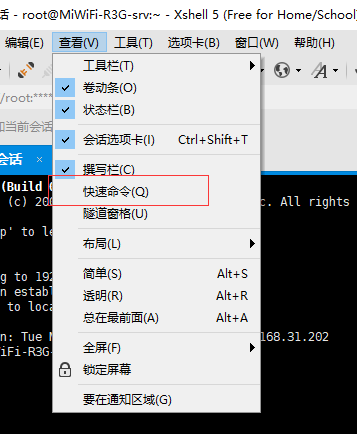 话 - root@MiWiFi-R3G-srv:~ - Xshell 5 (Free for Home/School)
编辑(E) 查看(V) 工具(T) 选项卡(B) 窗口(W) 帮助(H)
工具栏(T)
/root:****
卷动条(O)
状态栏(B)
加当前会话
会话选项卡(I) Ctrl+Shift+T
会话 ×
撰写栏(C)
(Build
快速命令(Q)
(c) 20 c. All rights
隧道窗格(U)
p' to le
布局(L)
ng to 19
简单(S) Alt+S
n establ
透明(R) Alt+R
to loca
总在最前面(A) Alt+A
n: Tue M 168.31.202
全屏(F)
iFi-R3G-
锁定屏幕
要在通知区域(G)